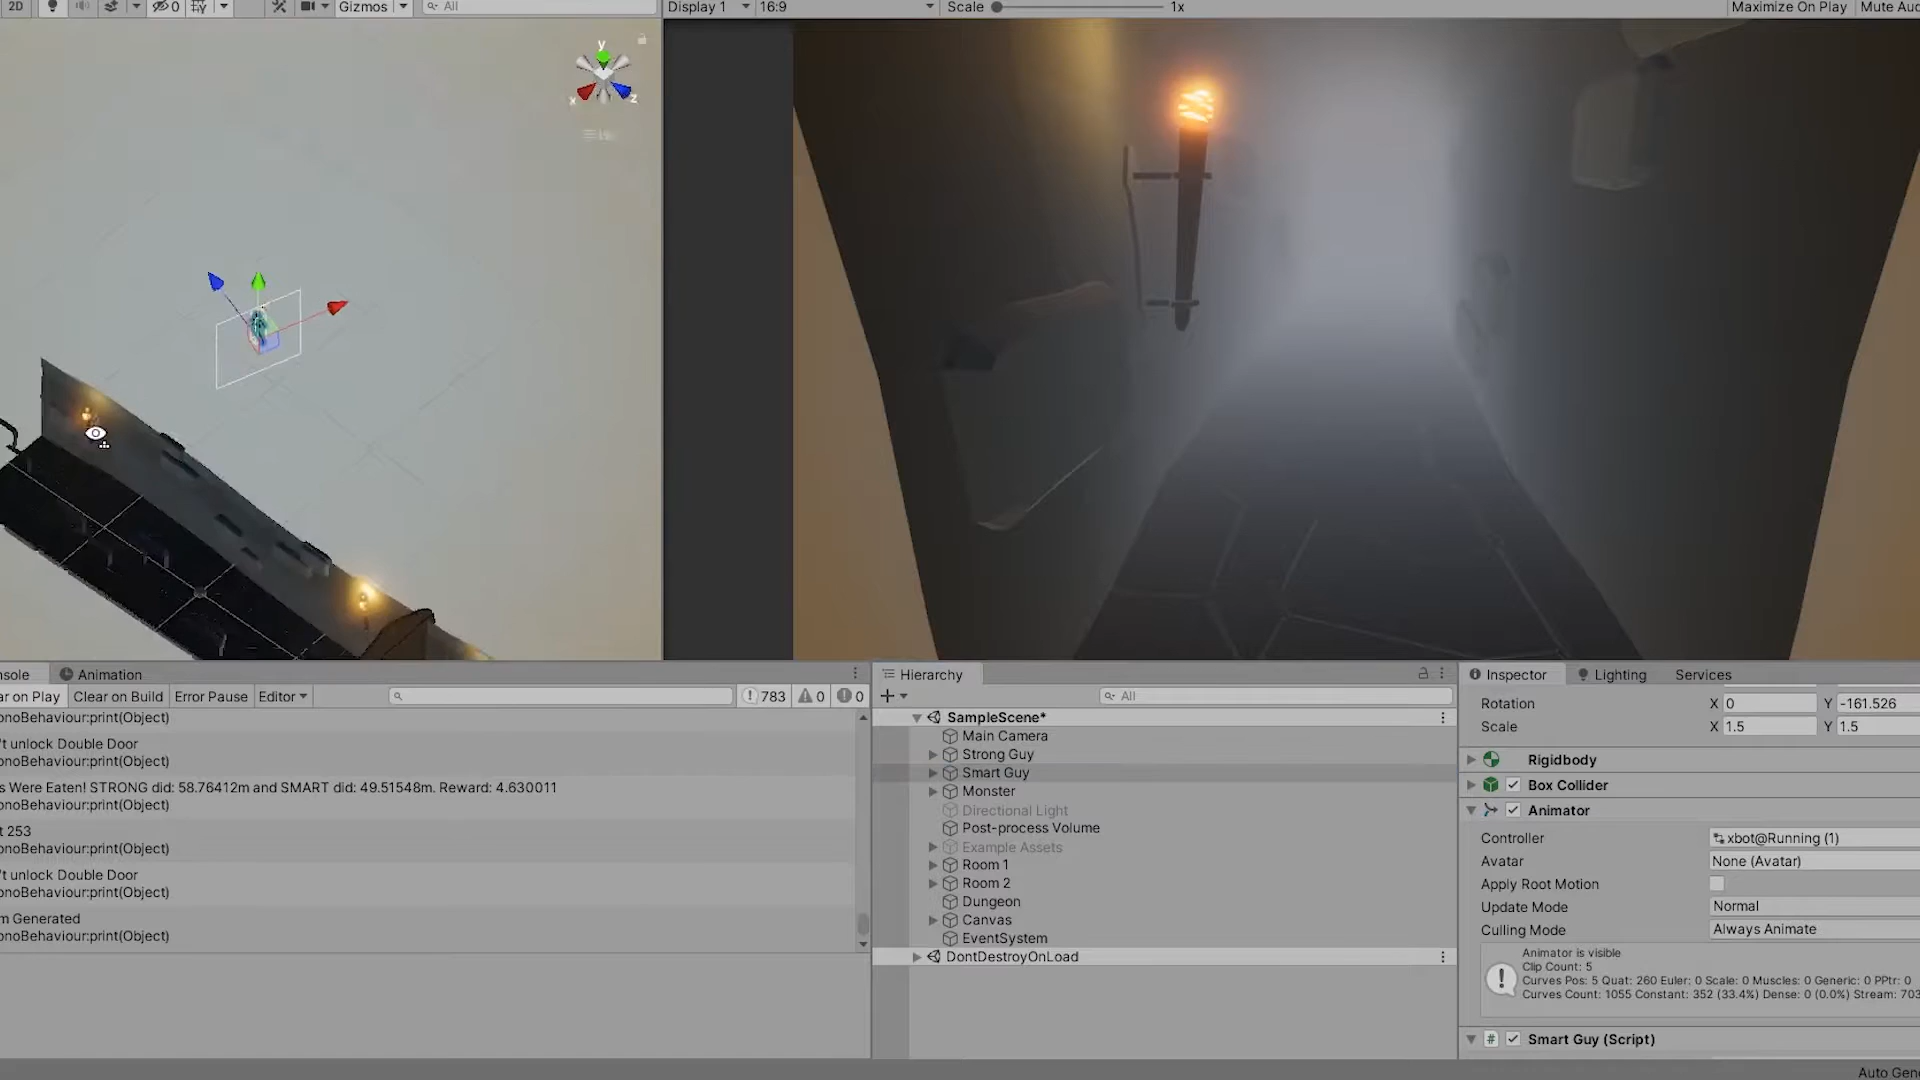 2D 0 Gizmos All Display 1 16:9 Scale 1x Maximize On Play Mute Aud
y
x z
nsole Animation
ar on Play Clear on Build Error Pause Editor 783 0 0
onoBehaviour:print(Object)
't unlock Double Door
onoBehaviour:print(Object)
s Were Eaten! STRONG did: 58.76412m and SMART did: 49.51548m. Reward: 4.630011
onoBehaviour:print(Object)
t 253
onoBehaviour:print(Object)
't unlock Double Door
onoBehaviour:print(Object)
m Generated
onoBehaviour:print(Object)
Hierarchy
All
SampleScene*
Main Camera
Strong Guy
Smart Guy
Monster
Directional Light
Post-process Volume
Example Assets
Room 1
Room 2
Dungeon
Canvas
EventSystem
DontDestroyOnLoad
Inspector Lighting Services
Rotation X 0 Y -161.526
Scale X 1.5 Y 1.5
Rigidbody
Box Collider
Animator
Controller xbot@Running (1)
Avatar None (Avatar)
Apply Root Motion
Update Mode Normal
Culling Mode Always Animate
Animator is visible
Clip Count: 5
Curves Pos: 5 Quat: 260 Euler: 0 Scale: 0 Muscles: 0 Generic: 0 PPtr: 0
Curves Count: 1055 Constant: 352 (33.4%) Dense: 0 (0.0%) Stream: 703
# Smart Guy (Script)
Auto Gene